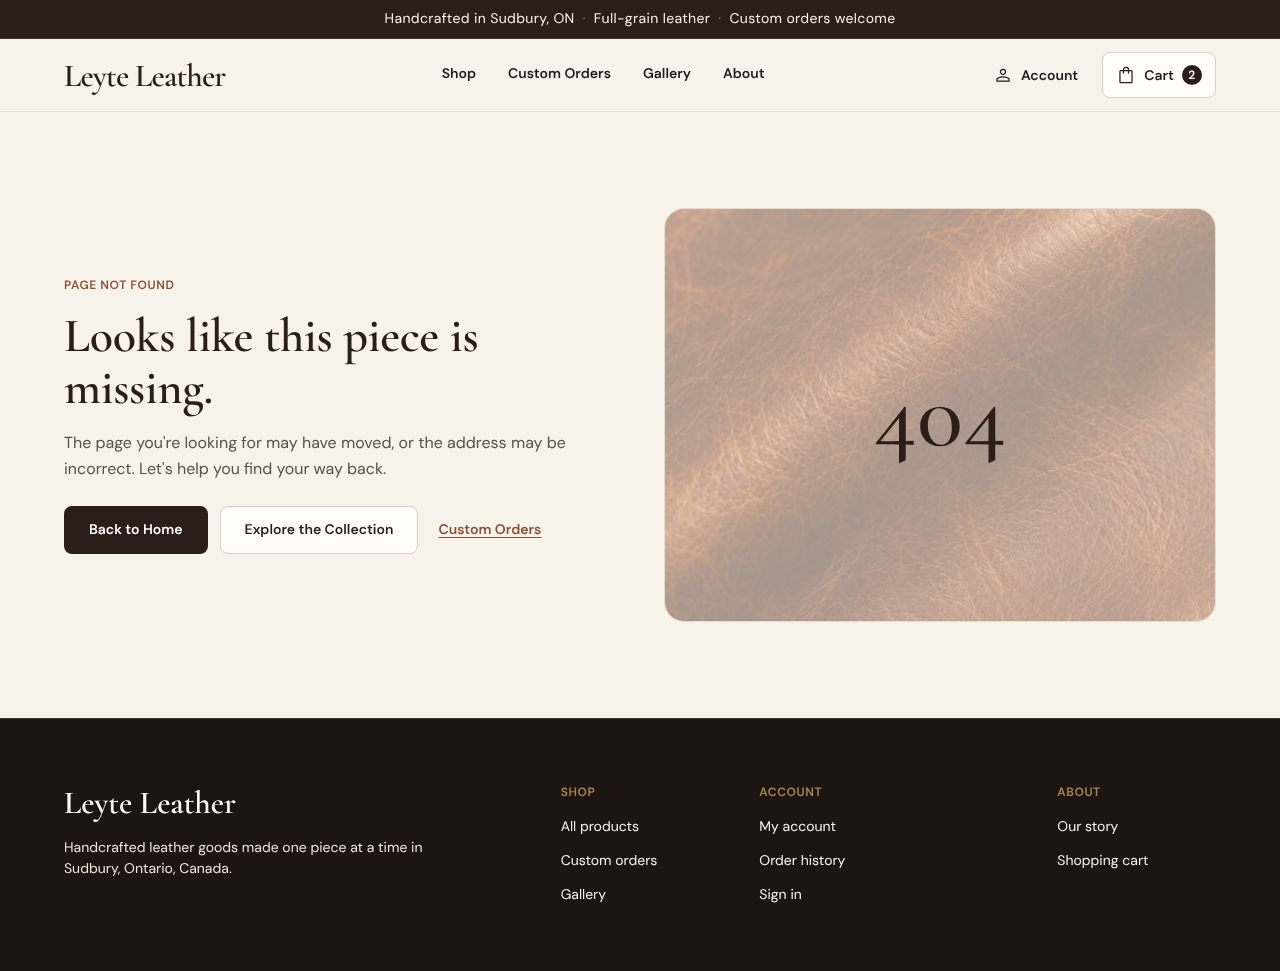 Handcrafted in Sudbury, ON · Full-grain leather · Custom orders welcome
Leyte Leather
Shop
Custom Orders
Gallery
About
Account
Cart 2
PAGE NOT FOUND
Looks like this piece is
missing.
The page you're looking for may have moved, or the address may be
incorrect. Let's help you find your way back.
Back to Home
Explore the Collection
Custom Orders
404
Leyte Leather
Handcrafted leather goods made one piece at a time in
Sudbury, Ontario, Canada.
SHOP
All products
Custom orders
Gallery
ACCOUNT
My account
Order history
Sign in
ABOUT
Our story
Shopping cart